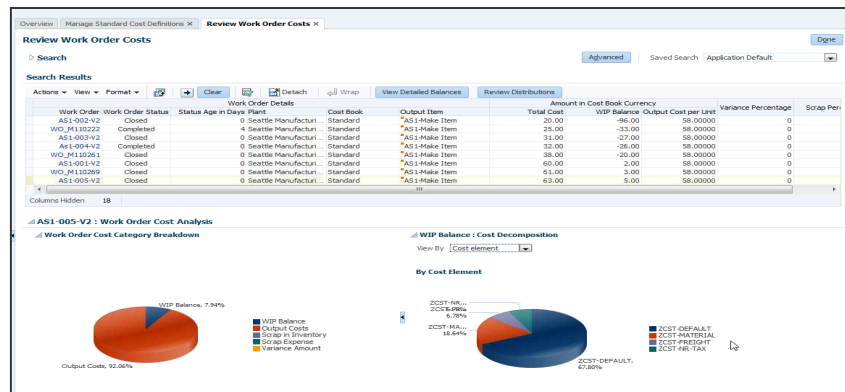 Overview Manage Standard Cost Definitions × Review Work Order Costs ×
Review Work Order Costs Done
Search Advanced Saved Search Application Default
Search Results
Actions View Format Clear Detach Wrap View Detailed Balances Review Distributions
Work Order Details Amount in Cost Book Currency
Work Order Work Order Status Status Age in Days Plant Cost Book Output Item Total Cost WIP Balance Output Cost per Unit Variance Percentage Scrap Per
AS1-002-V2 Closed 0 Seattle Manufacturi... Standard *AS1-Make Item 20.00 -96.00 58.00000 0
WO_M110222 Completed 4 Seattle Manufacturi... Standard *AS1-Make Item 25.00 -33.00 58.00000 0
AS1-003-V2 Closed 0 Seattle Manufacturi... Standard *AS1-Make Item 31.00 -27.00 58.00000 0
As1-004-V2 Completed 0 Seattle Manufacturi... Standard *AS1-Make Item 32.00 -26.00 58.00000 0
WO_M110261 Closed 0 Seattle Manufacturi... Standard *AS1-Make Item 38.00 -20.00 58.00000 0
AS1-001-V2 Closed 0 Seattle Manufacturi... Standard *AS1-Make Item 60.00 2.00 58.00000 0
WO_M110269 Closed 0 Seattle Manufacturi... Standard *AS1-Make Item 61.00 3.00 58.00000 0
AS1-005-V2 Closed 0 Seattle Manufacturi... Standard *AS1-Make Item 63.00 5.00 58.00000 0
Columns Hidden 18
AS1-005-V2 : Work Order Cost Analysis
Work Order Cost Category Breakdown
WIP Balance, 7.94%
Output Costs, 92.06%
WIP Balance
Output Costs
Scrap in Inventory
Scrap Expense
Variance Amount
WIP Balance : Cost Decomposition
View By Cost element
By Cost Element
ZCST-NR...
6.78%
ZCST-MA...
18.64%
ZCST-DEFAULT,
67.80%
ZCST-DEFAULT
ZCST-MATERIAL
ZCST-FREIGHT
ZCST-NR-TAX